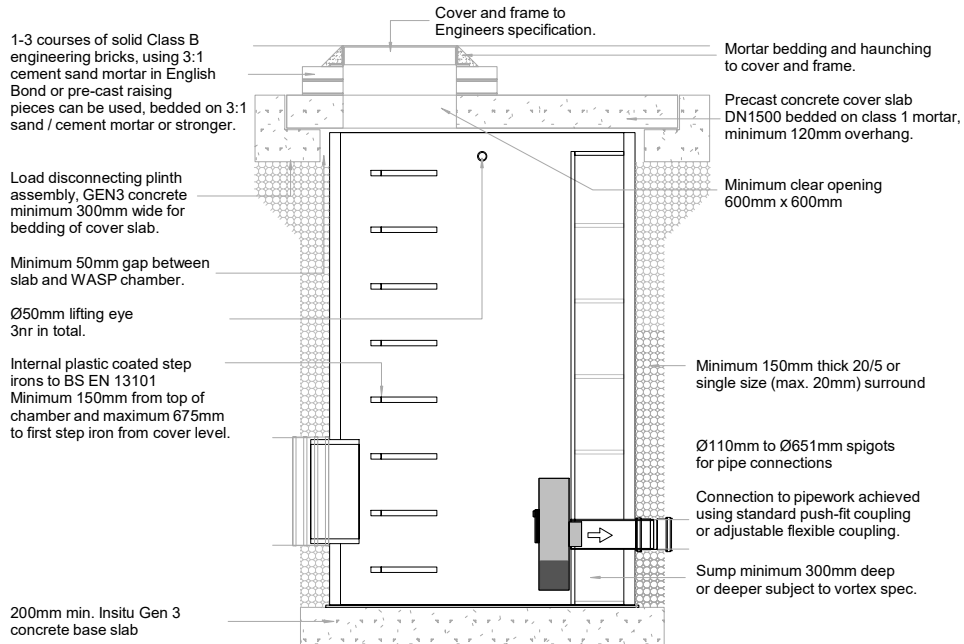 Cover and frame to
Engineers specification.
1-3 courses of solid Class B
engineering bricks, using 3:1
cement sand mortar in English
Bond or pre-cast raising
pieces can be used, bedded on 3:1
sand / cement mortar or stronger.
Load disconnecting plinth
assembly, GEN3 concrete
minimum 300mm wide for
bedding of cover slab.
Minimum 50mm gap between
slab and WASP chamber.
Ø50mm lifting eye
3nr in total.
Internal plastic coated step
irons to BS EN 13101
Minimum 150mm from top of
chamber and maximum 675mm
to first step iron from cover level.
200mm min. Insitu Gen 3
concrete base slab
Mortar bedding and haunching
to cover and frame.
Precast concrete cover slab
DN1500 bedded on class 1 mortar,
minimum 120mm overhang.
Minimum clear opening
600mm x 600mm
Minimum 150mm thick 20/5 or
single size (max. 20mm) surround
Ø110mm to Ø651mm spigots
for pipe connections
Connection to pipework achieved
using standard push-fit coupling
or adjustable flexible coupling.
Sump minimum 300mm deep
or deeper subject to vortex spec.